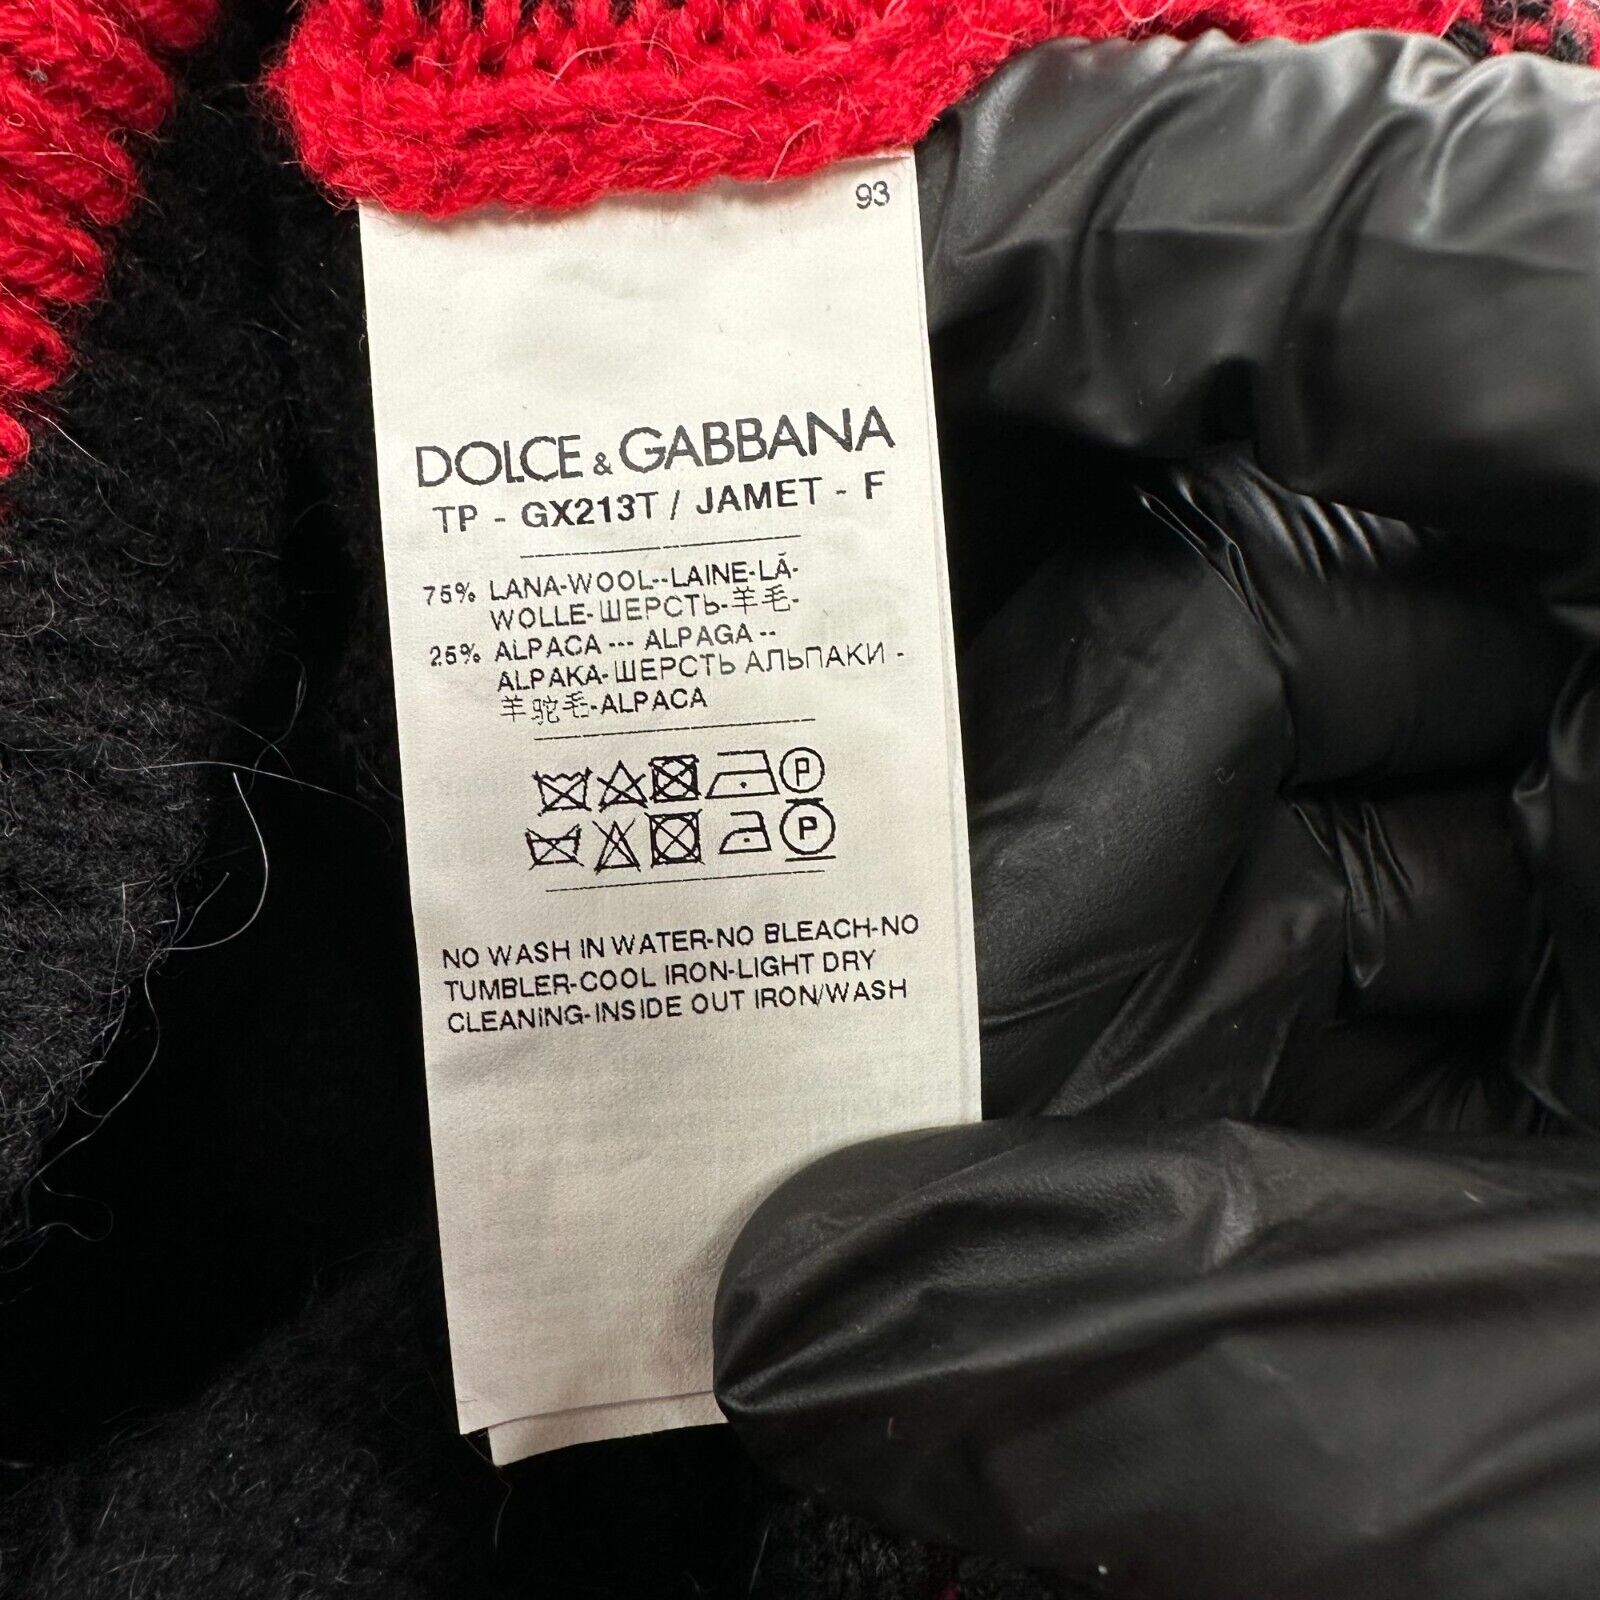 93
DOLCE & GABBANA
TP - GX213T / JAMET - F
75% LANA-WOOL--LAINE-LÃ-
WOLLE-ШЕРСТЬ-羊毛-
25% ALPACA --- ALPAGA --
ALPAKA-ШЕРСТЬ АЛЬПАКИ -
羊驼毛-ALPACA
P
P
NO WASH IN WATER-NO BLEACH-NO
TUMBLER-COOL IRON-LIGHT DRY
CLEANING-INSIDE OUT IRON/WASH